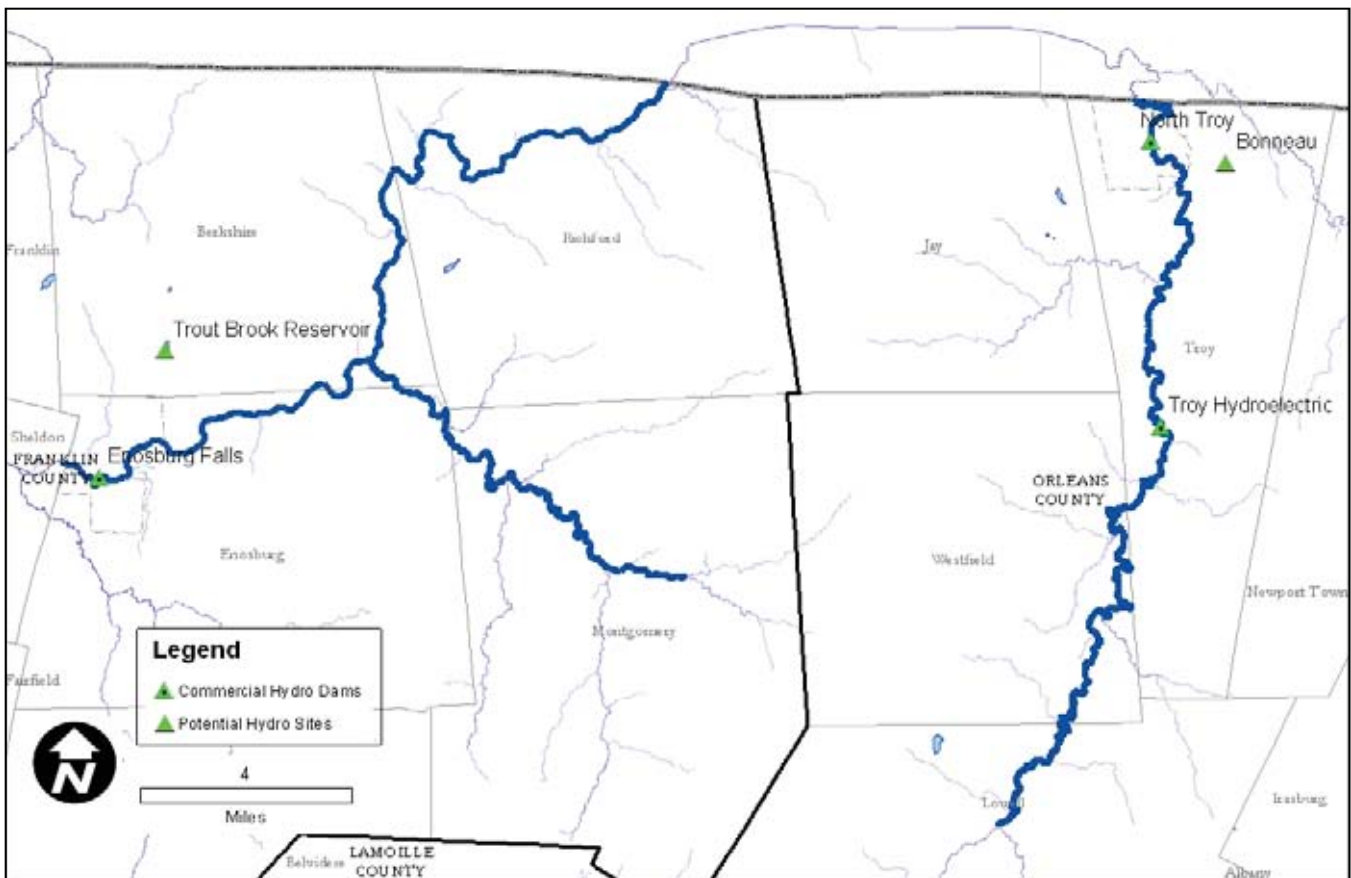 North Troy
Bonneau
Berkshire
Richford
Jay
Franklin
Trout Brook Reservoir
Troy
Troy Hydroelectric
Sheldon
FRANKLIN
COUNTY
Enosburg Falls
ORLEANS
COUNTY
Enosburg
Westfield
Newport Town
Montgomery
Legend
Commercial Hydro Dams
Potential Hydro Sites
Fairfield
N
4
Miles
Lowell
Irasburg
Belvidere
LAMOILLE
COUNTY
Albany